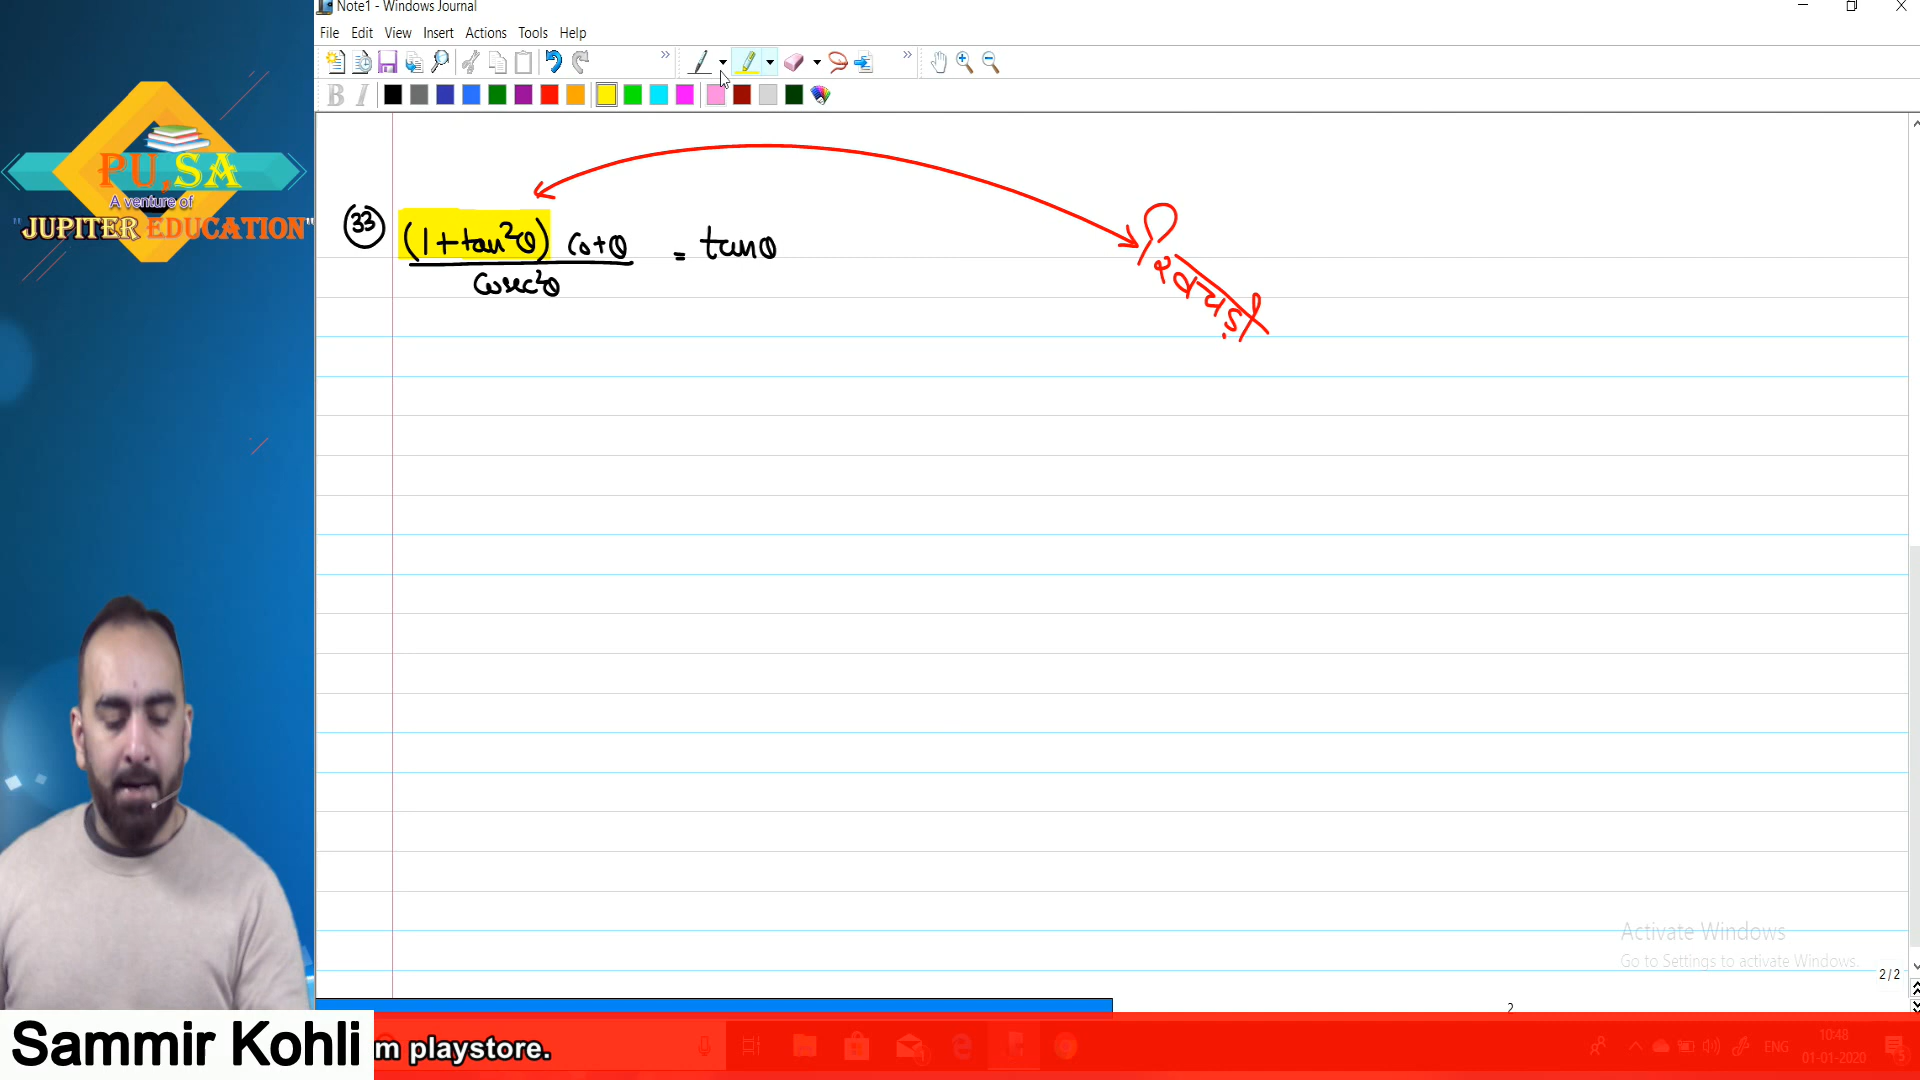 Note1 - Windows Journal
File Edit View Insert Actions Tools Help
B I
PU,SA
A venture of
"JUPITER EDUCATION"
33
(1+tan²θ) cotθ
cosec²θ
= tanθ
Activate Windows
Go to Settings to activate Windows.
2 / 2
2
Sammir Kohli
m playstore.
ENG
10:48
01-01-2020
5